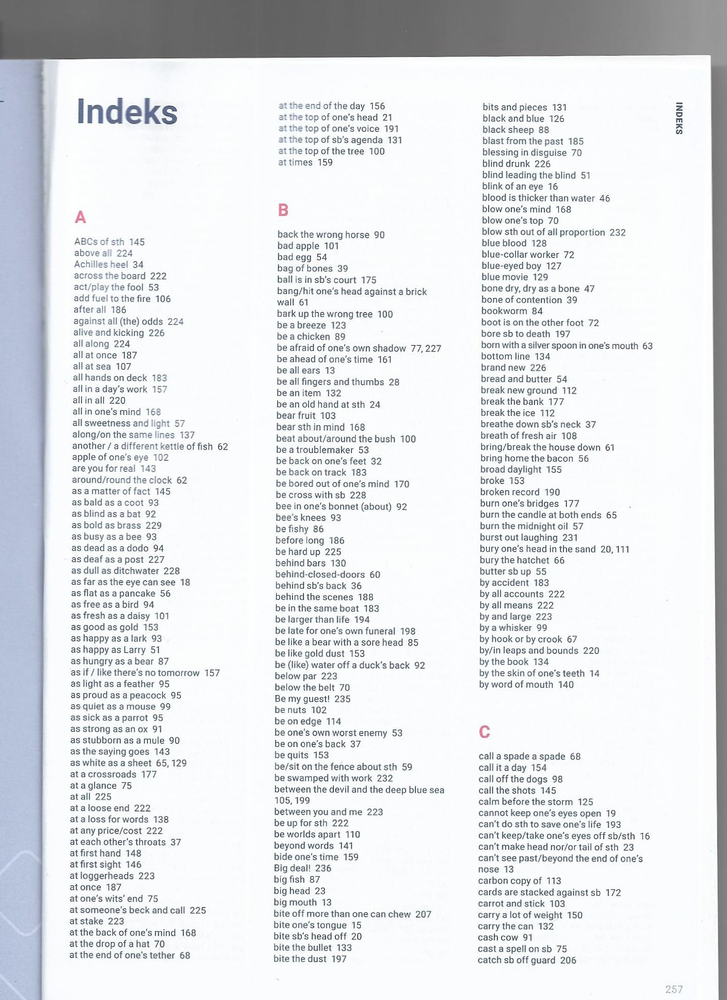 Indeks
A
ABCs of sth 145
above all 224
Achilles heel 34
across the board 222
act/play the fool 53
add fuel to the fire 106
after all 186
against all (the) odds 224
alive and kicking 226
all along 224
all at once 187
all at sea 107
all hands on deck 183
all in a day's work 157
all in all 220
all in one's mind 168
all sweetness and light 57
along/on the same lines 137
another / a different kettle of fish 62
apple of one's eye 102
are you for real 143
around/round the clock 62
as a matter of fact 145
as bald as a coot 93
as blind as a bat 92
as bold as brass 229
as busy as a bee 93
as dead as a dodo 94
as deaf as a post 227
as dull as ditchwater 228
as far as the eye can see 18
as flat as a pancake 56
as free as a bird 94
as fresh as a daisy 101
as good as gold 153
as happy as a lark 93
as happy as Larry 51
as hungry as a bear 87
as if / like there's no tomorrow 157
as light as a feather 95
as proud as a peacock 95
as quiet as a mouse 99
as sick as a parrot 95
as strong as an ox 91
as stubborn as a mule 90
as the saying goes 143
as white as a sheet 65, 129
at a crossroads 177
at a glance 75
at all 225
at a loose end 222
at a loss for words 138
at any price/cost 222
at each other's throats 37
at first hand 148
at first sight 146
at loggerheads 223
at once 187
at one's wits' end 75
at someone's beck and call 225
at stake 223
at the back of one's mind 168
at the drop of a hat 70
at the end of one's tether 68
at the end of the day 156
at the top of one's head 21
at the top of one's voice 191
at the top of sb's agenda 131
at the top of the tree 100
at times 159
B
back the wrong horse 90
bad apple 101
bad egg 54
bag of bones 39
ball is in sb's court 175
bang/hit one's head against a brick
wall 61
bark up the wrong tree 100
be a breeze 123
be a chicken 89
be afraid of one's own shadow 77, 227
be ahead of one's time 161
be all ears 13
be all fingers and thumbs 28
be an item 132
be an old hand at sth 24
bear fruit 103
bear sth in mind 168
beat about/around the bush 100
be a troublemaker 53
be back on one's feet 32
be back on track 183
be bored out of one's mind 170
be cross with sb 228
bee in one's bonnet (about) 92
bee's knees 93
be fishy 86
before long 186
be hard up 225
behind bars 130
behind-closed-doors 60
behind sb's back 36
behind the scenes 188
be in the same boat 183
be larger than life 194
be late for one's own funeral 198
be like a bear with a sore head 85
be like gold dust 153
be (like) water off a duck's back 92
below par 223
below the belt 70
Be my guest! 235
be nuts 102
be on edge 114
be one's own worst enemy 53
be on one's back 37
be quits 153
be/sit on the fence about sth 59
be swamped with work 232
between the devil and the deep blue sea
105, 199
between you and me 223
be up for sth 222
be worlds apart 110
beyond words 141
bide one's time 159
Big deal! 236
big fish 87
big head 23
big mouth 13
bite off more than one can chew 207
bite one's tongue 15
bite sb's head off 20
bite the bullet 133
bite the dust 197
bits and pieces 131
black and blue 126
black sheep 88
blast from the past 185
blessing in disguise 70
blind drunk 226
blind leading the blind 51
blink of an eye 16
blood is thicker than water 46
blow one's mind 168
blow one's top 70
blow sth out of all proportion 232
blue blood 128
blue-collar worker 72
blue-eyed boy 127
blue movie 129
bone dry, dry as a bone 47
bone of contention 39
bookworm 84
boot is on the other foot 72
bore sb to death 197
born with a silver spoon in one's mouth 63
bottom line 134
brand new 226
bread and butter 54
break new ground 112
break the bank 177
break the ice 112
breathe down sb's neck 37
breath of fresh air 108
bring/break the house down 61
bring home the bacon 56
broad daylight 155
broke 153
broken record 190
burn one's bridges 177
burn the candle at both ends 65
burn the midnight oil 57
burst out laughing 231
bury one's head in the sand 20, 111
bury the hatchet 66
butter sb up 55
by accident 183
by all accounts 222
by all means 222
by and large 223
by a whisker 99
by hook or by crook 67
by/in leaps and bounds 220
by the book 134
by the skin of one's teeth 14
by word of mouth 140
C
call a spade a spade 68
call it a day 154
call off the dogs 98
call the shots 145
calm before the storm 125
cannot keep one's eyes open 19
can't do sth to save one's life 193
can't keep/take one's eyes off sb/sth 16
can't make head nor/or tail of sth 23
can't see past/beyond the end of one's
nose 13
carbon copy of 113
cards are stacked against sb 172
carrot and stick 103
carry a lot of weight 150
carry the can 132
cash cow 91
cast a spell on sb 75
catch sb off guard 206
INDEKS
257